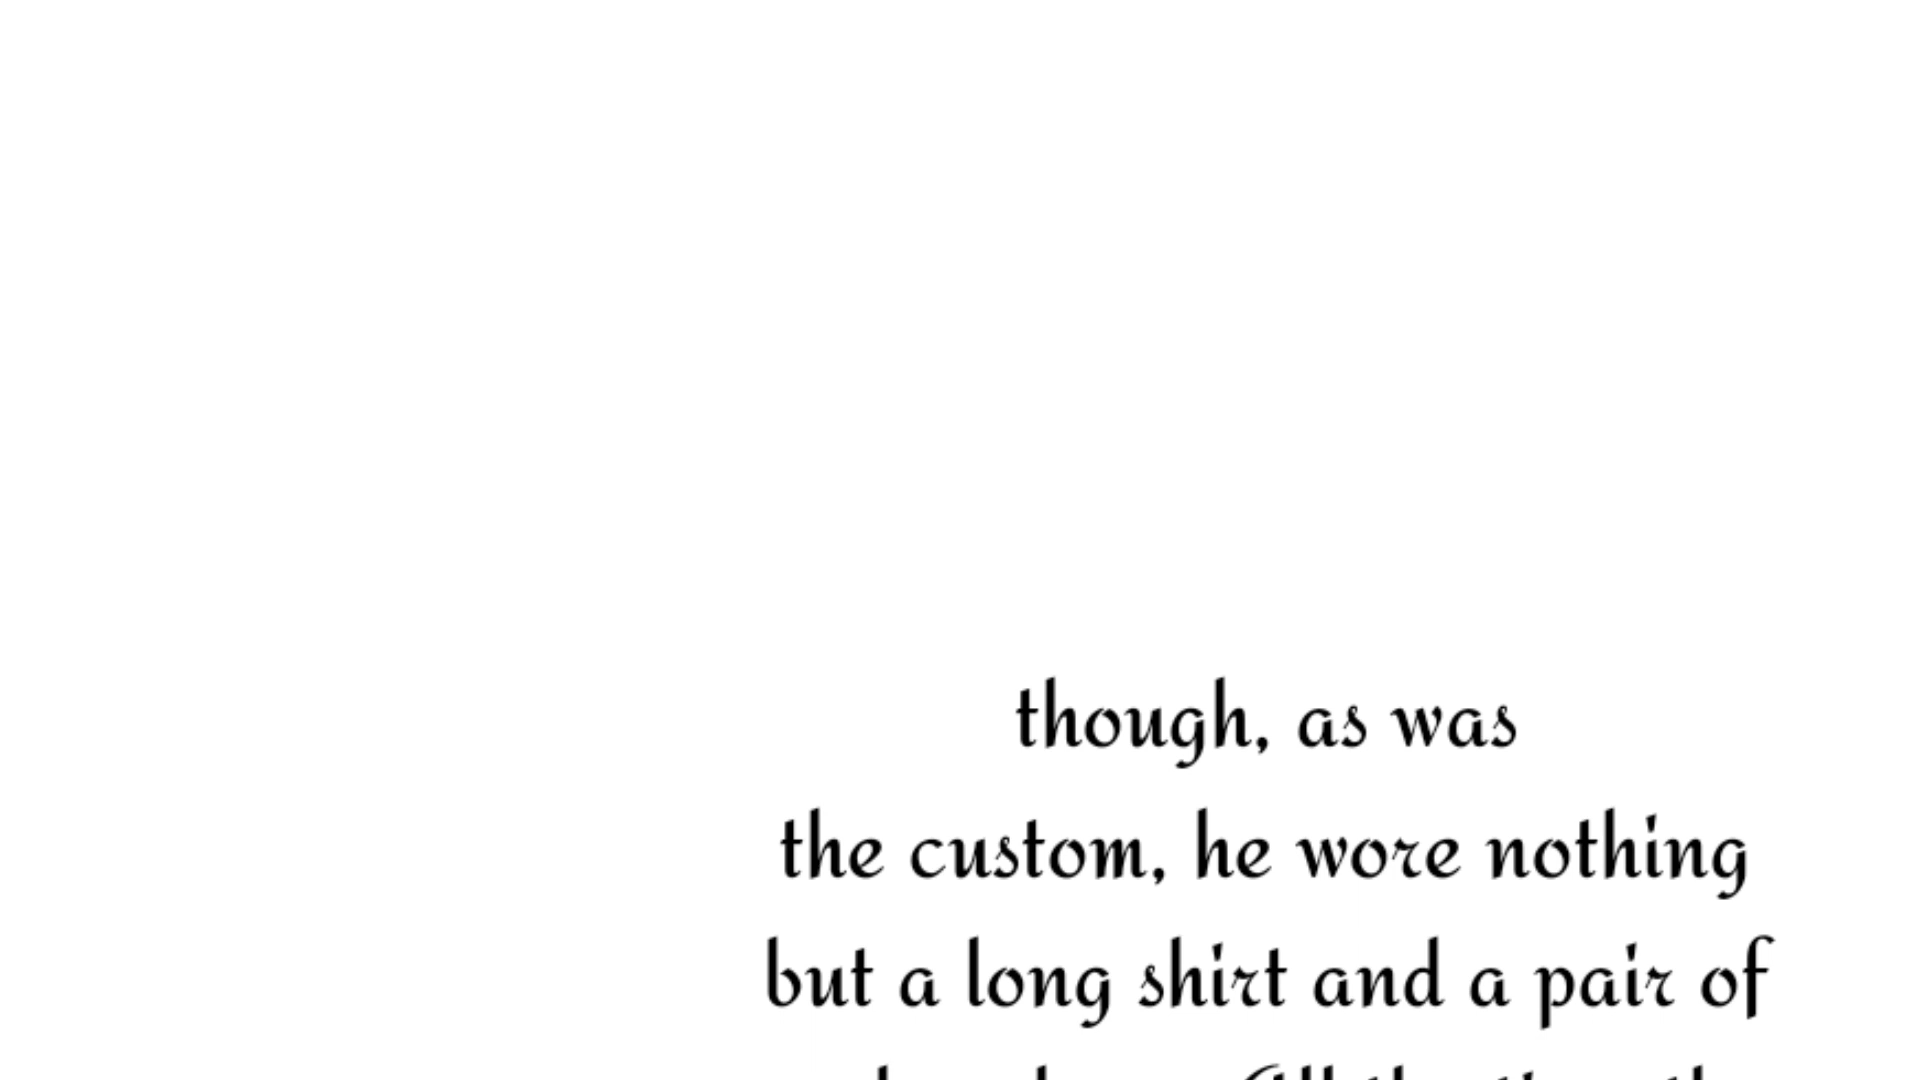 though, as was
the custom, he wore nothing
but a long shirt and a pair of